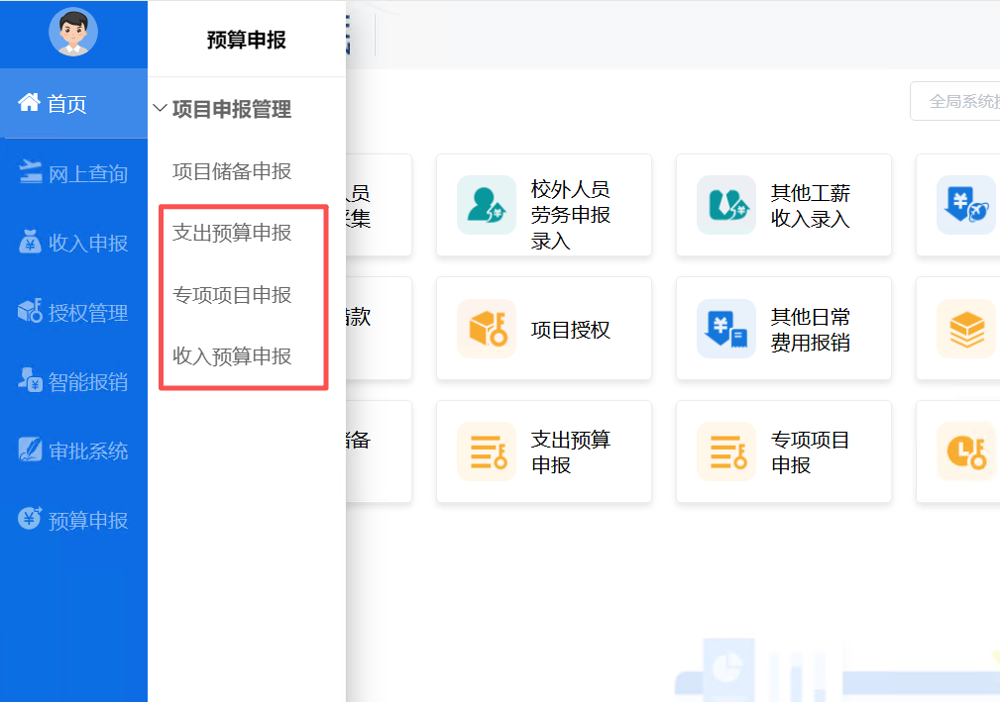 首页
网上查询
收入申报
授权管理
智能报销
审批系统
预算申报
预算申报
项目申报管理
项目储备申报
支出预算申报
专项项目申报
收入预算申报
全局系统
员
集
校外人员
劳务申报
录入
其他工薪
收入录入
款
项目授权
其他日常
费用报销
备
支出预算
申报
专项项目
申报